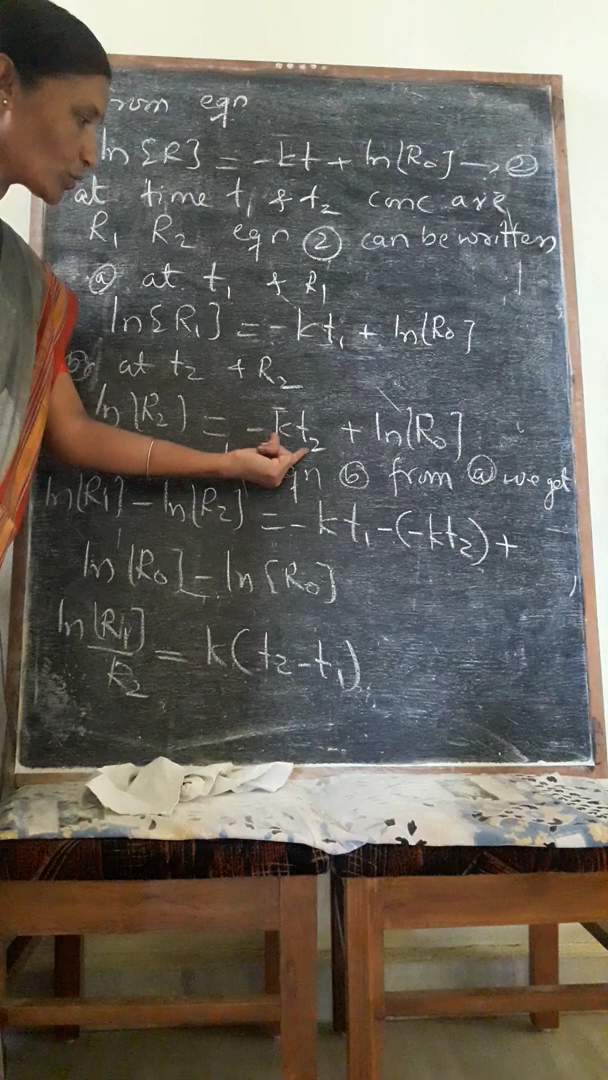 from eqn
ln [R] = -kt + ln[R₀] → ②
at time t₁ & t₂ conc are
R₁ R₂ eqn ② can be written
ⓐ at t₁ & R₁
ln[R₁] = -kt₁ + ln[R₀]
ⓑ at t₂ & R₂
ln[R₂] = -kt₂ + ln[R₀]
ⓑ from ⓐ we get
ln[R₁] - ln[R₂] = -kt₁ -(-kt₂) +
ln[R₀] - ln[R₀]
ln [R₁]/R₂ = k(t₂-t₁)